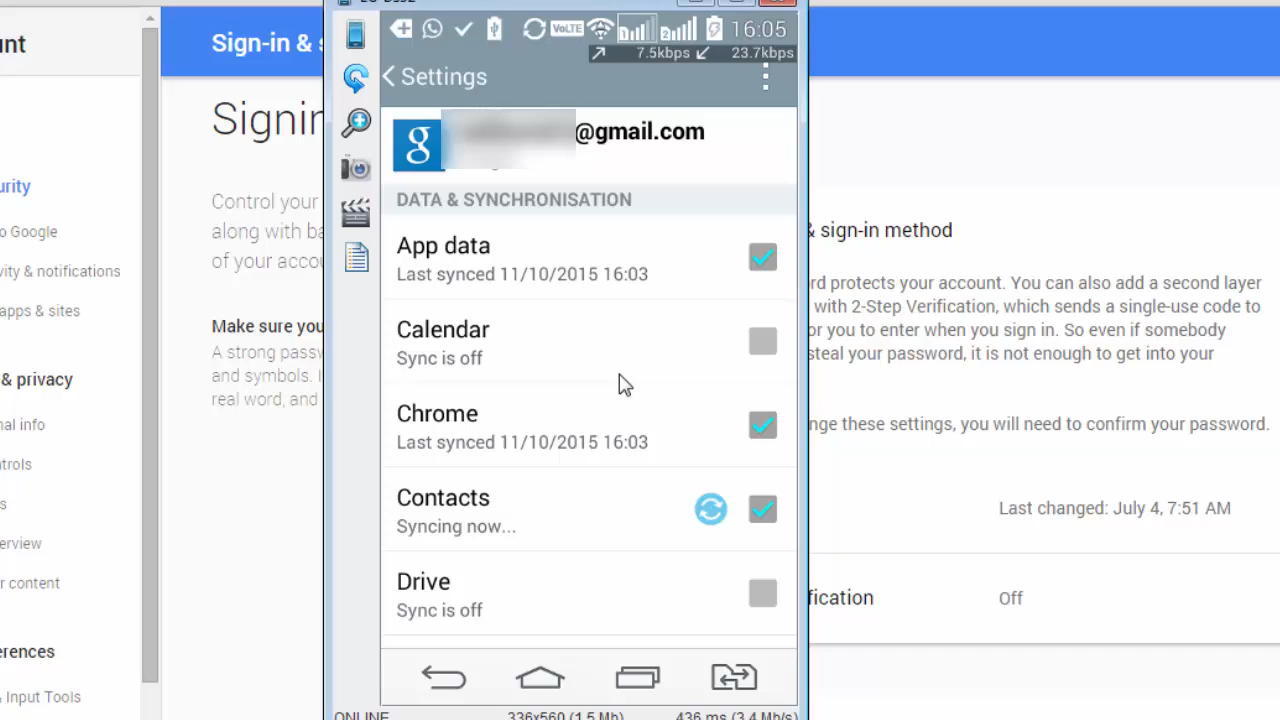 nt
Sign-in & s
Signin
urity
o Google
vity & notifications
apps & sites
& privacy
nal info
trols
s
erview
r content
erences
& Input Tools
Control your
along with ba
of your accou
Make sure you
A strong passw
and symbols. I
real word, and
VoLTE
2
16:05
7.5kbps
23.7kbps
Settings
g
@gmail.com
DATA & SYNCHRONISATION
App data
Last synced 11/10/2015 16:03
Calendar
Sync is off
Chrome
Last synced 11/10/2015 16:03
Contacts
Syncing now...
Drive
Sync is off
ONLINE
336x560 (1.5 Mb)
436 ms (3.4 Mb/s)
& sign-in method
rd protects your account. You can also add a second layer
with 2-Step Verification, which sends a single-use code to
or you to enter when you sign in. So even if somebody
steal your password, it is not enough to get into your
nge these settings, you will need to confirm your password.
Last changed: July 4, 7:51 AM
fication
Off